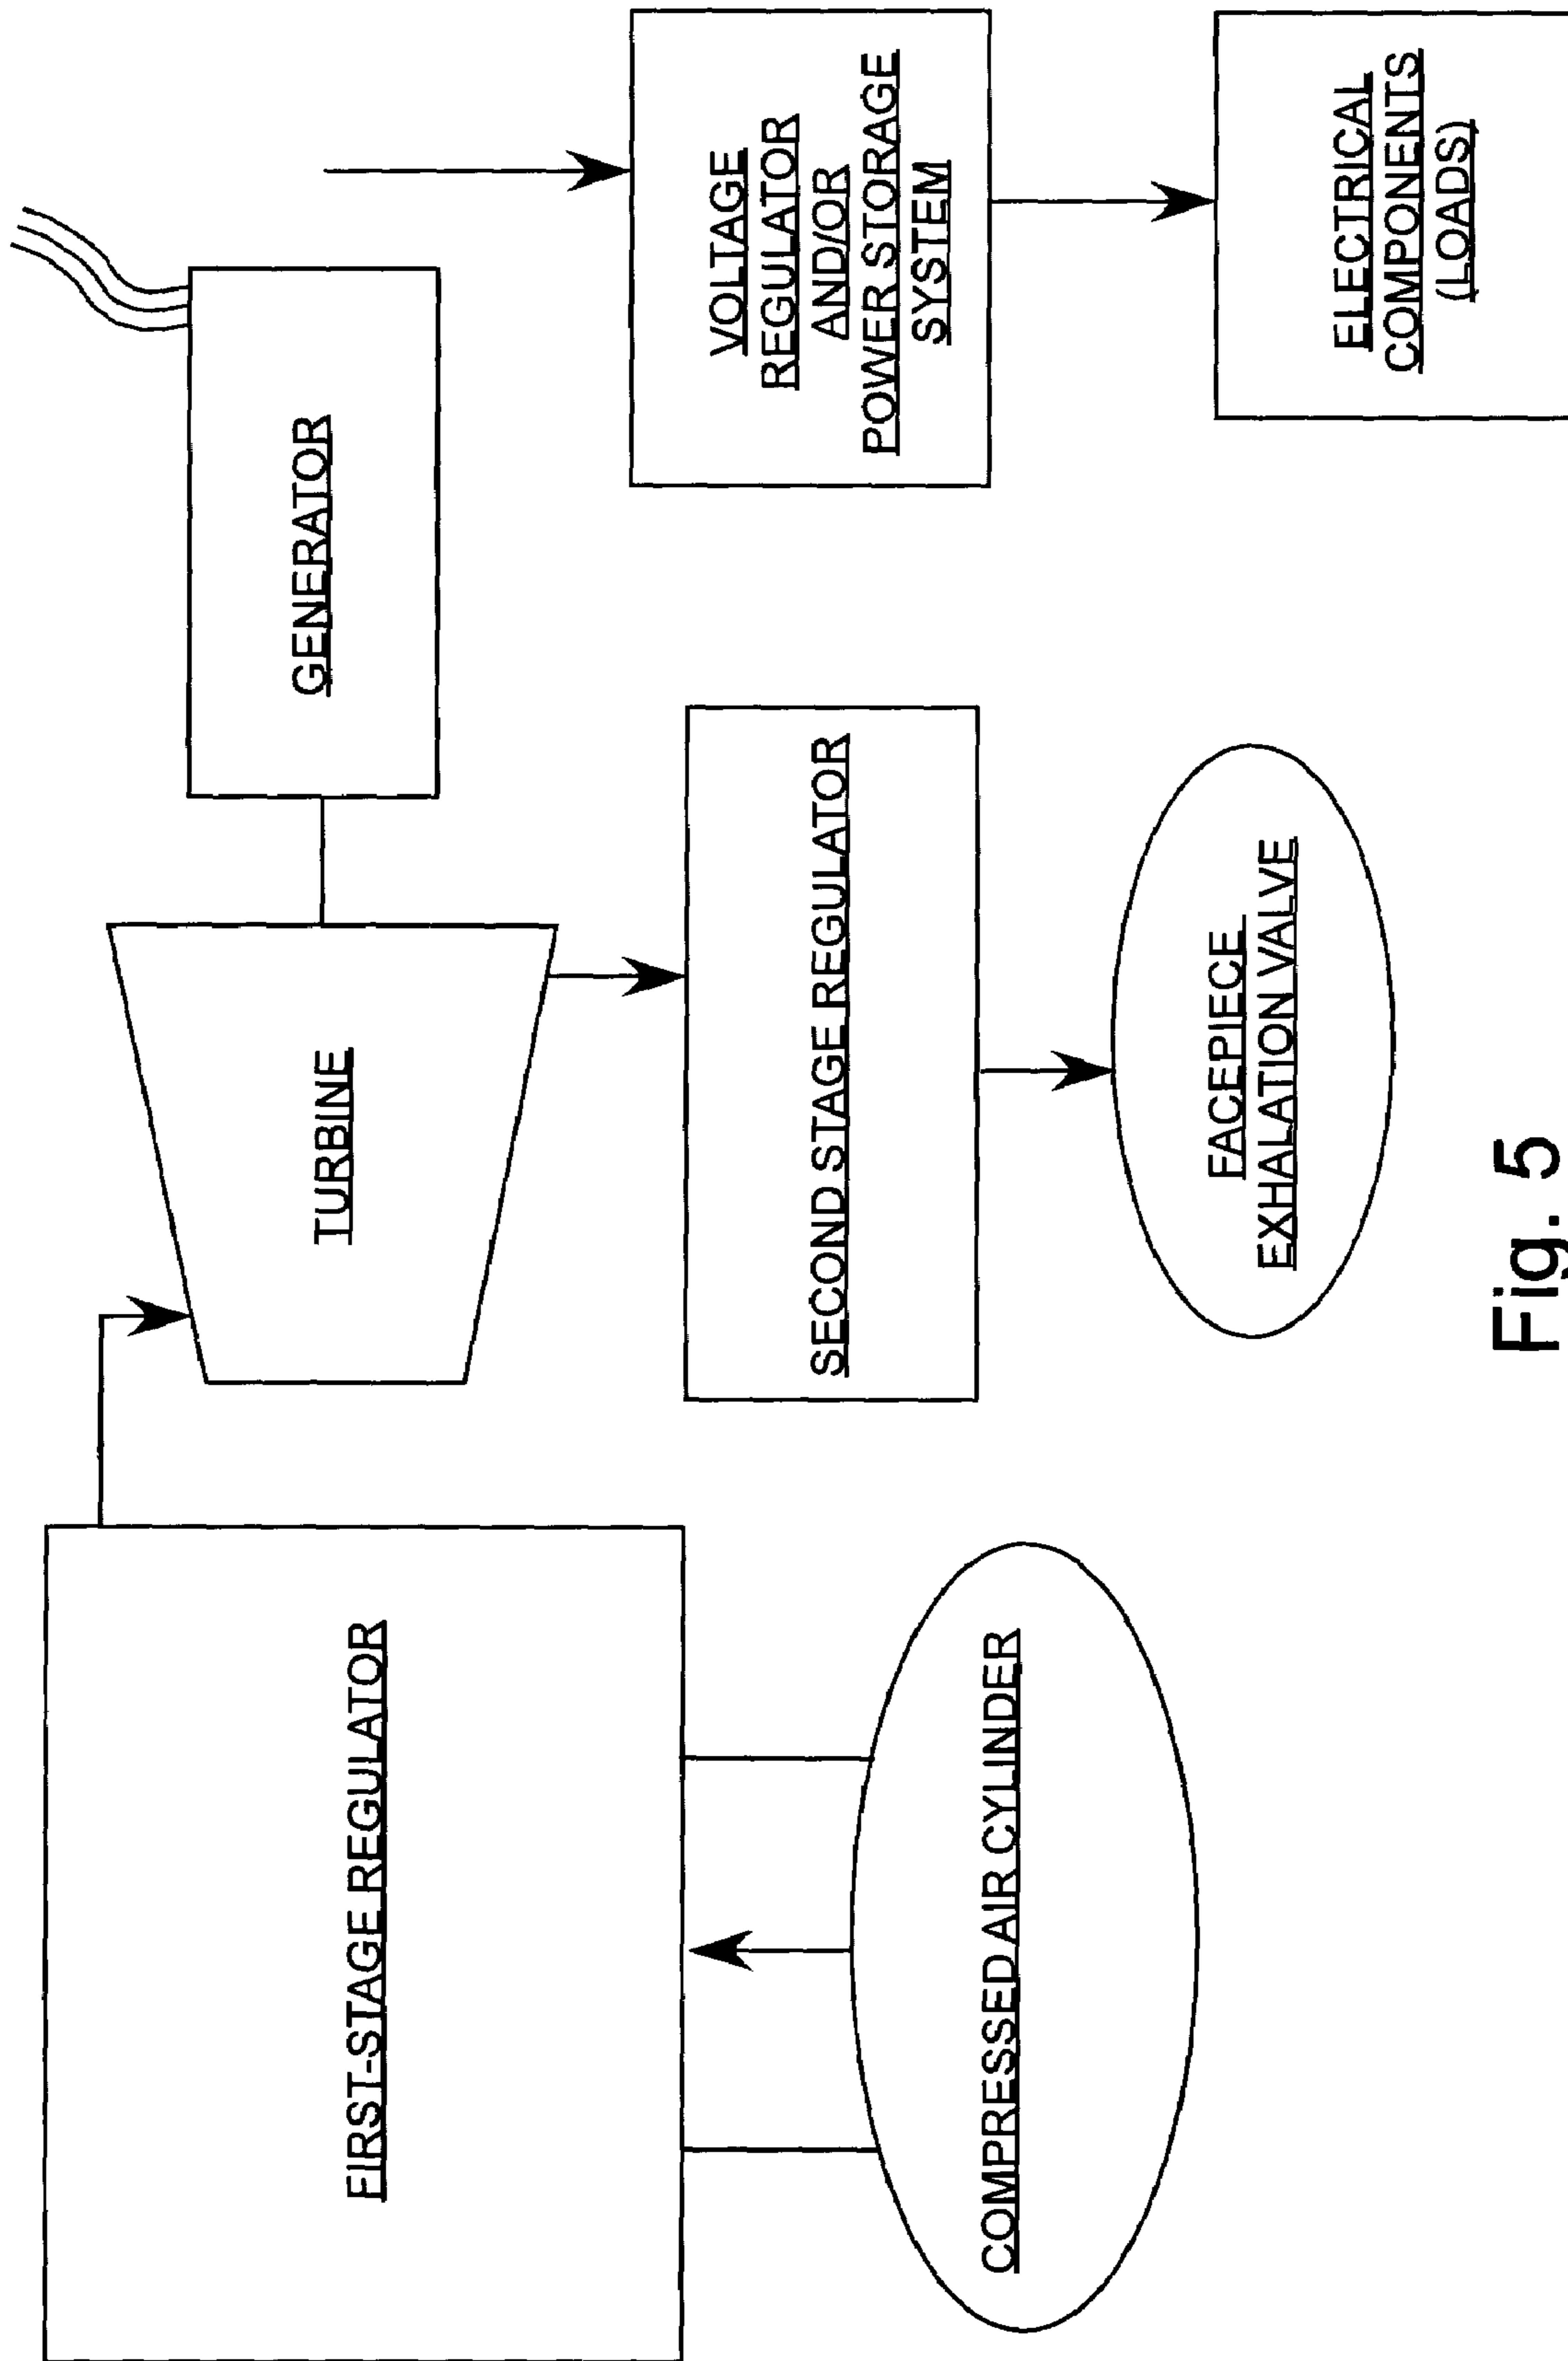 FIRST-STAGE REGULATOR
COMPRESSED AIR CYLINDER
TURBINE
SECOND STAGE REGULATOR
FACEPIECE
EXHALATION VALVE
GENERATOR
VOLTAGE
REGULATOR
AND/OR
POWER STORAGE
SYSTEM
ELECTRICAL
COMPONENTS
(LOADS)
Fig. 5